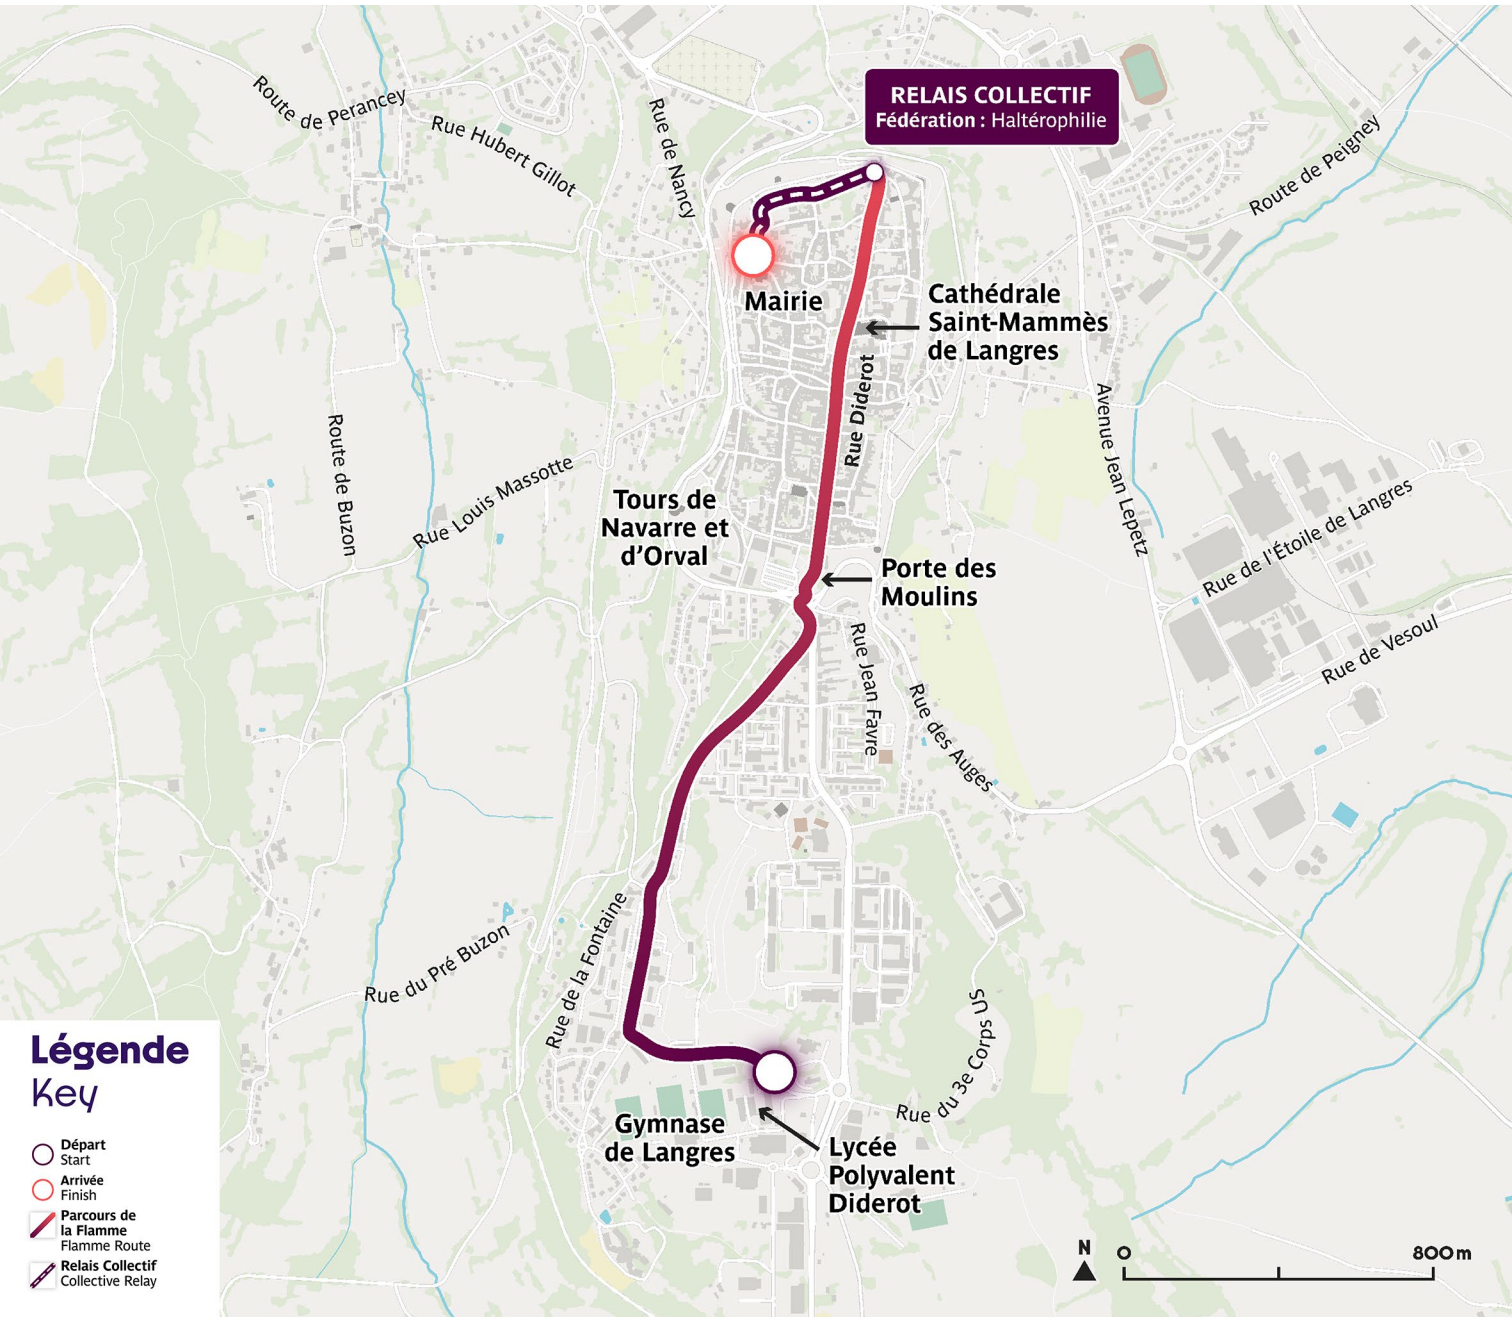 RELAIS COLLECTIF
Fédération : Haltérophilie
Route de Perancey
Rue Hubert Gillot
Rue de Nancy
Route de Peigney
Mairie
Cathédrale
Saint-Mammès
de Langres
Rue Diderot
Avenue Jean Lepetz
Route de Buzon
Rue Louis Massotte
Tours de
Navarre et
d'Orval
Porte des
Moulins
Rue de l'Étoile de Langres
Rue de Vesoul
Rue Jean Favre
Rue des Auges
Rue du Pré Buzon
Rue de la Fontaine
Rue du 3e Corps US
Gymnase
de Langres
Lycée
Polyvalent
Diderot
Légende
Key
Départ
Start
Arrivée
Finish
Parcours de
la Flamme
Flamme Route
Relais Collectif
Collective Relay
N
0
800 m